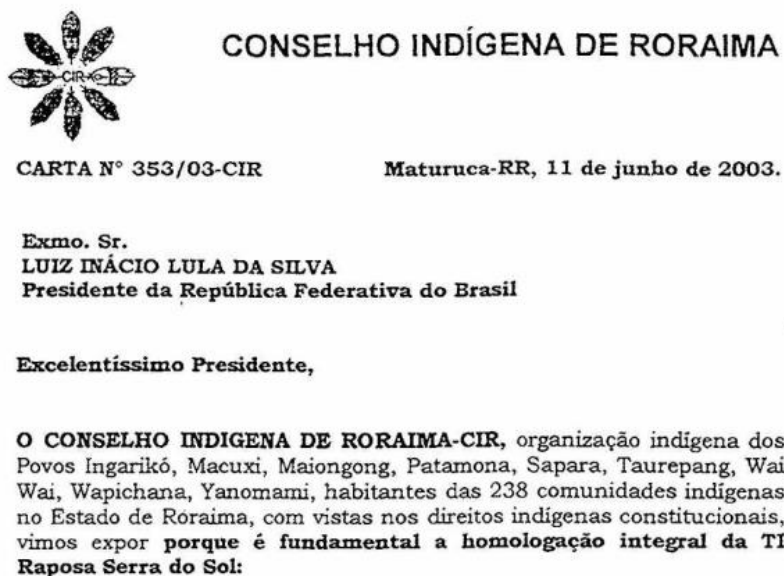 CONSELHO INDÍGENA DE RORAIMA
CIR
CARTA N° 353/03-CIR Maturuca-RR, 11 de junho de 2003.
Exmo. Sr.
LUIZ INÁCIO LULA DA SILVA
Presidente da República Federativa do Brasil
Excelentíssimo Presidente,
O CONSELHO INDIGENA DE RORAIMA-CIR, organização indígena dos
Povos Ingarikó, Macuxi, Maiongong, Patamona, Sapara, Taurepang, Wai
Wai, Wapichana, Yanomami, habitantes das 238 comunidades indígenas
no Estado de Roraima, com vistas nos direitos indígenas constitucionais,
vimos expor porque é fundamental a homologação integral da TI
Raposa Serra do Sol: